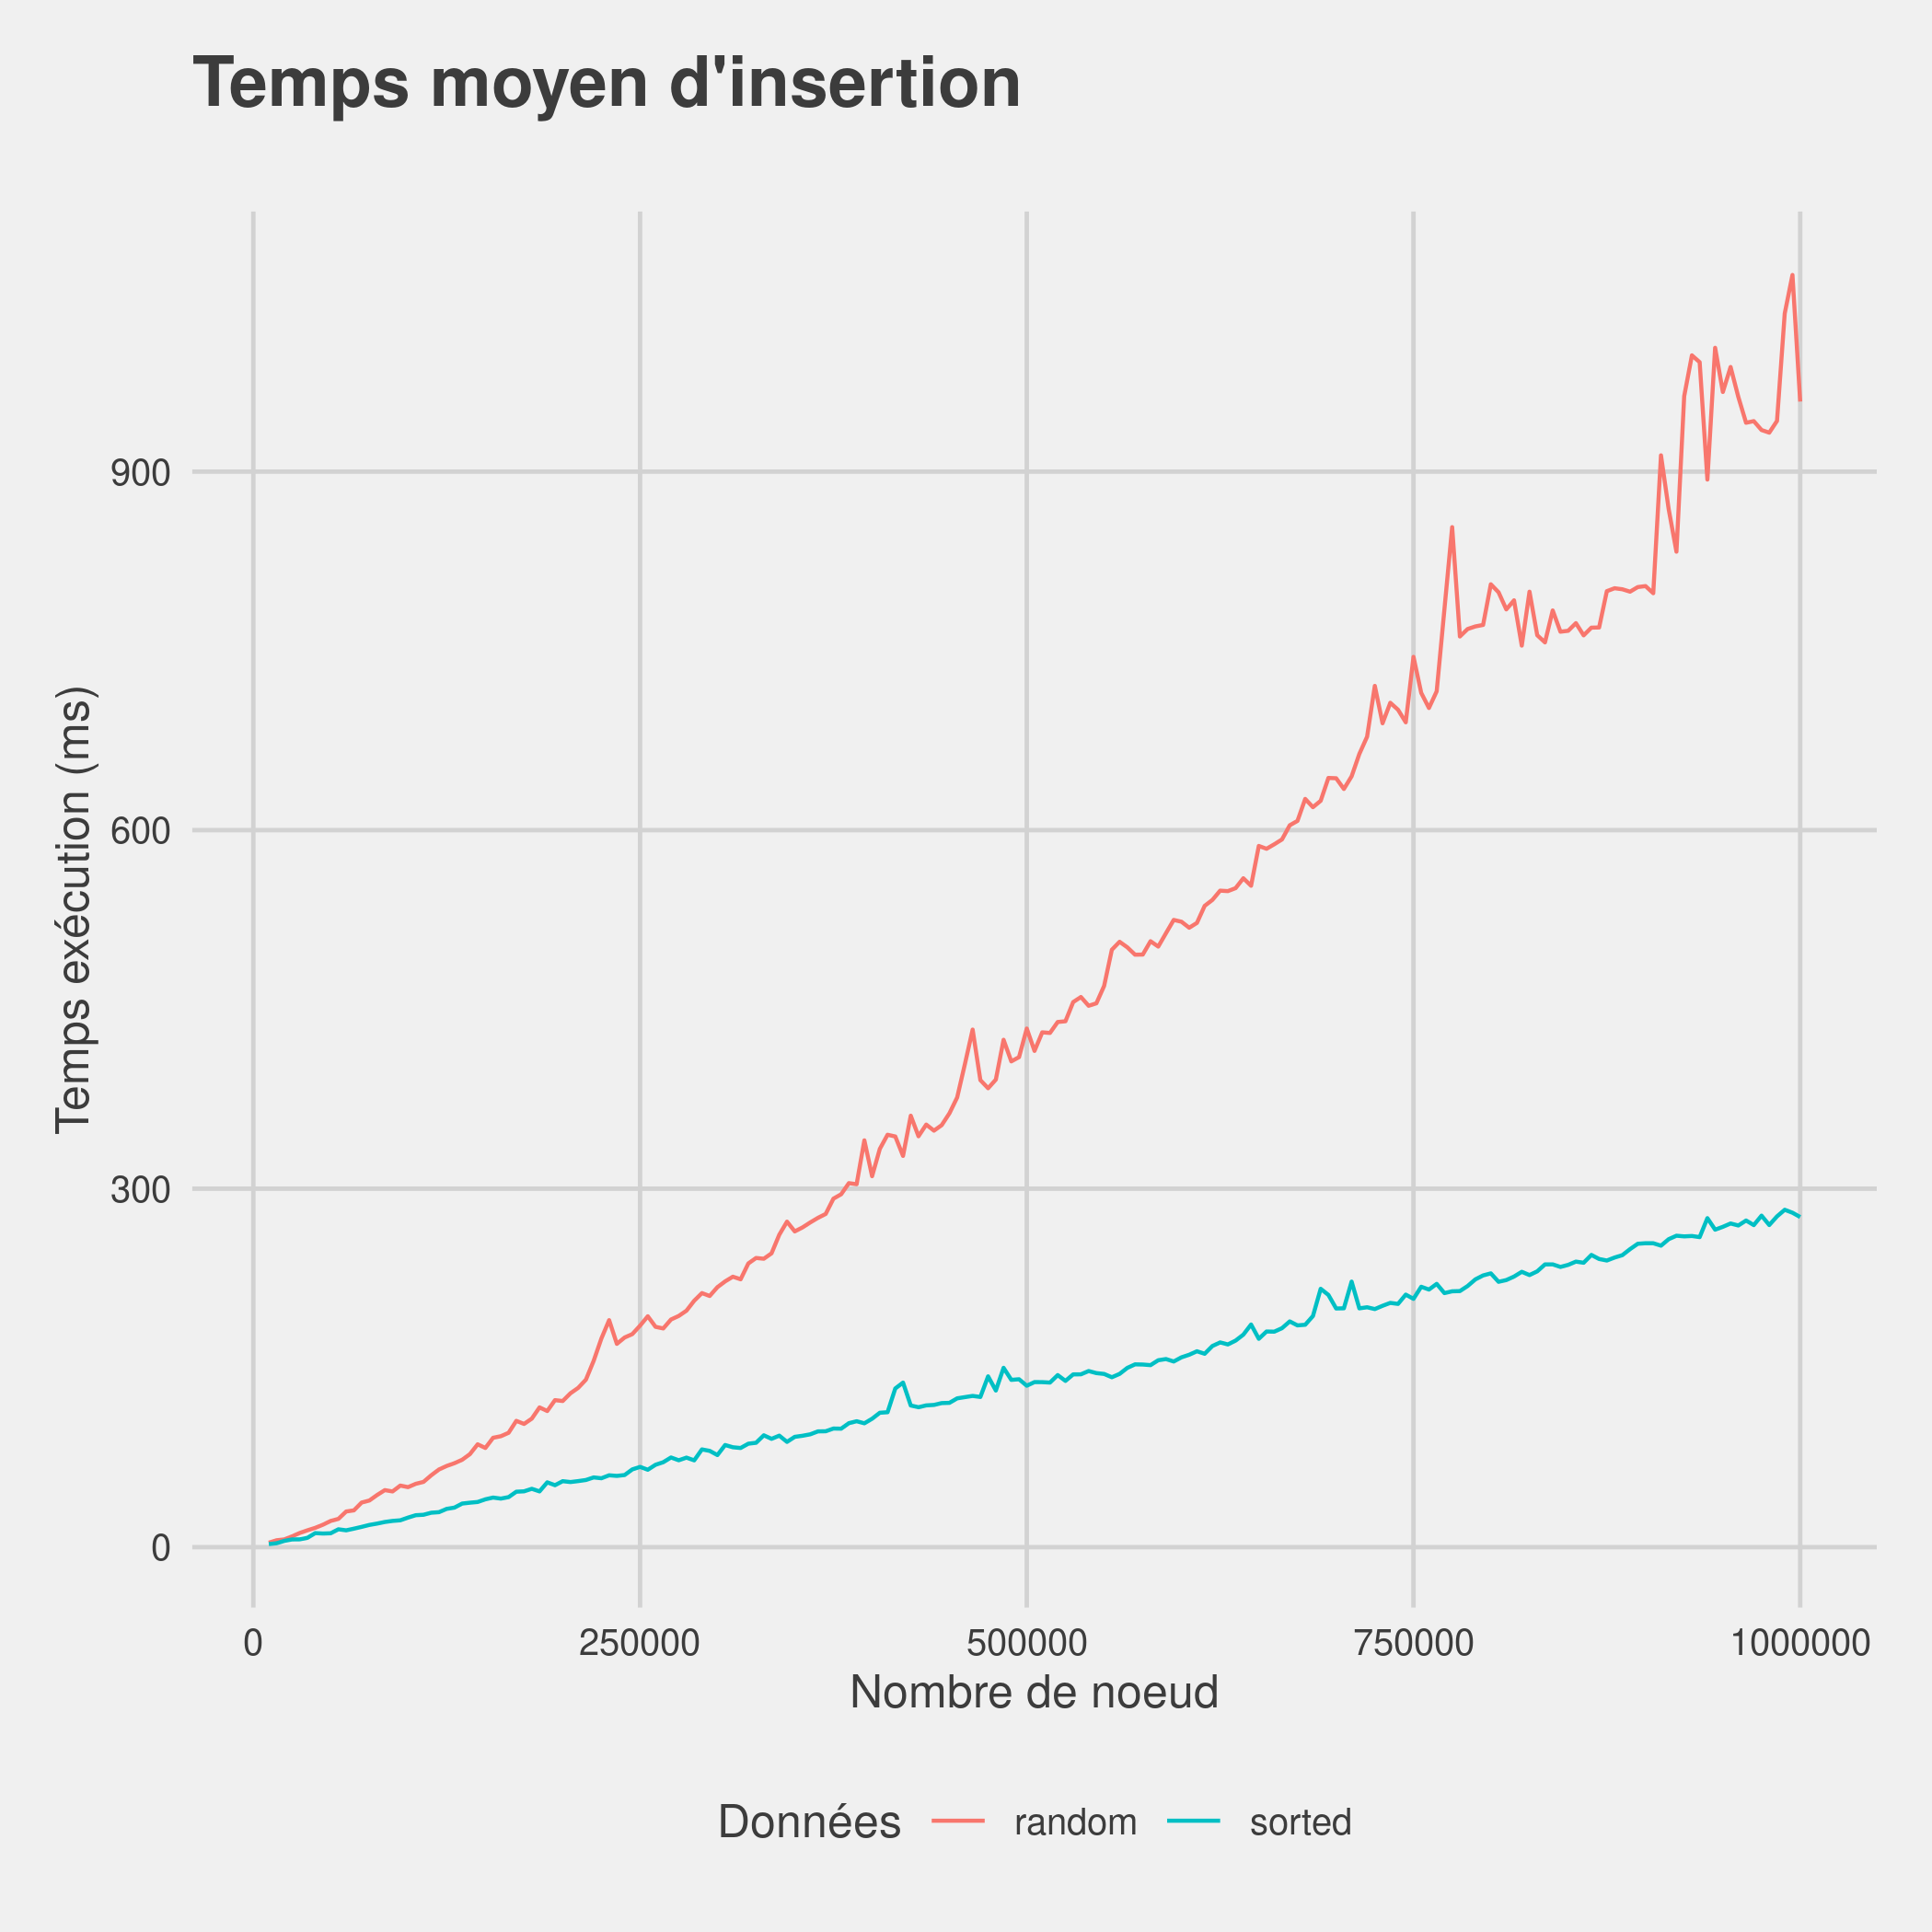 Temps moyen d'insertion
Temps exécution (ms)
900
600
300
0
0 250000 500000 750000 1000000
Nombre de noeud
Données random sorted